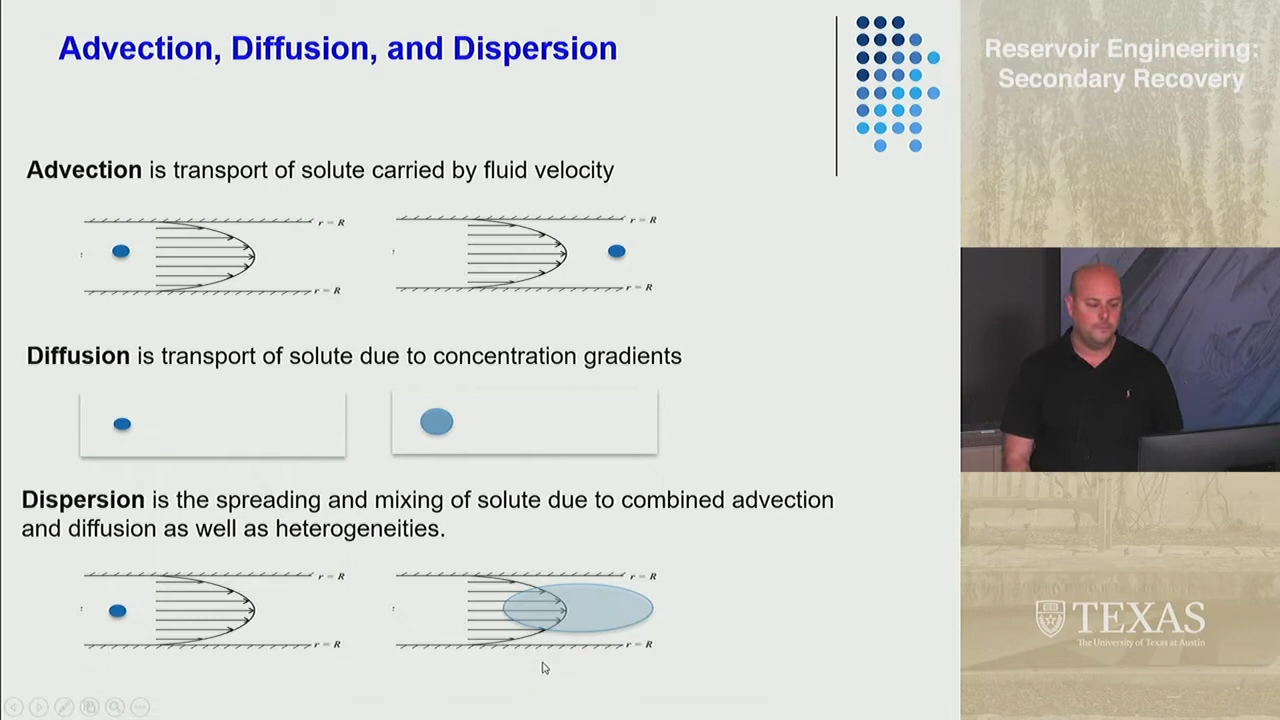 Advection, Diffusion, and Dispersion
Reservoir Engineering:
Secondary Recovery
Advection is transport of solute carried by fluid velocity
r = R
r = R
r = R
r = R
Diffusion is transport of solute due to concentration gradients
Dispersion is the spreading and mixing of solute due to combined advection
and diffusion as well as heterogeneities.
r = R
r = R
r = R
r = R
TEXAS
The University of Texas at Austin